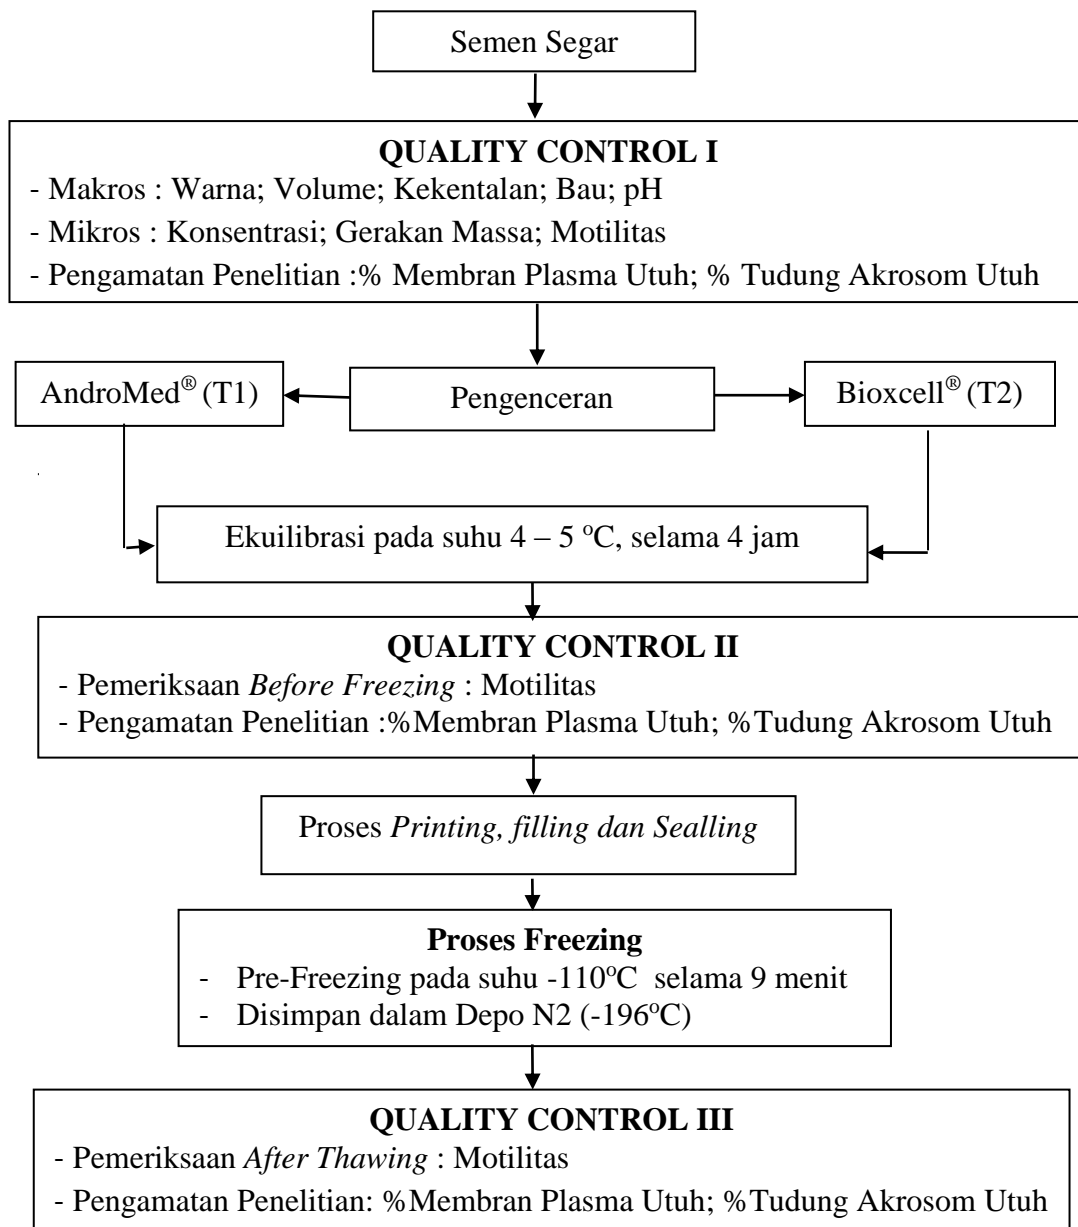 Semen Segar
QUALITY CONTROL I
- Makros : Warna; Volume; Kekentalan; Bau; pH
- Mikros : Konsentrasi; Gerakan Massa; Motilitas
- Pengamatan Penelitian :% Membran Plasma Utuh; % Tudung Akrosom Utuh
AndroMed® (T1)
Pengenceran
Bioxcell® (T2)
Ekuilibrasi pada suhu 4 – 5 ºC, selama 4 jam
QUALITY CONTROL II
- Pemeriksaan Before Freezing : Motilitas
- Pengamatan Penelitian :%Membran Plasma Utuh; %Tudung Akrosom Utuh
Proses Printing, filling dan Sealling
Proses Freezing
- Pre-Freezing pada suhu -110ºC selama 9 menit
- Disimpan dalam Depo N2 (-196ºC)
QUALITY CONTROL III
- Pemeriksaan After Thawing : Motilitas
- Pengamatan Penelitian: %Membran Plasma Utuh; %Tudung Akrosom Utuh